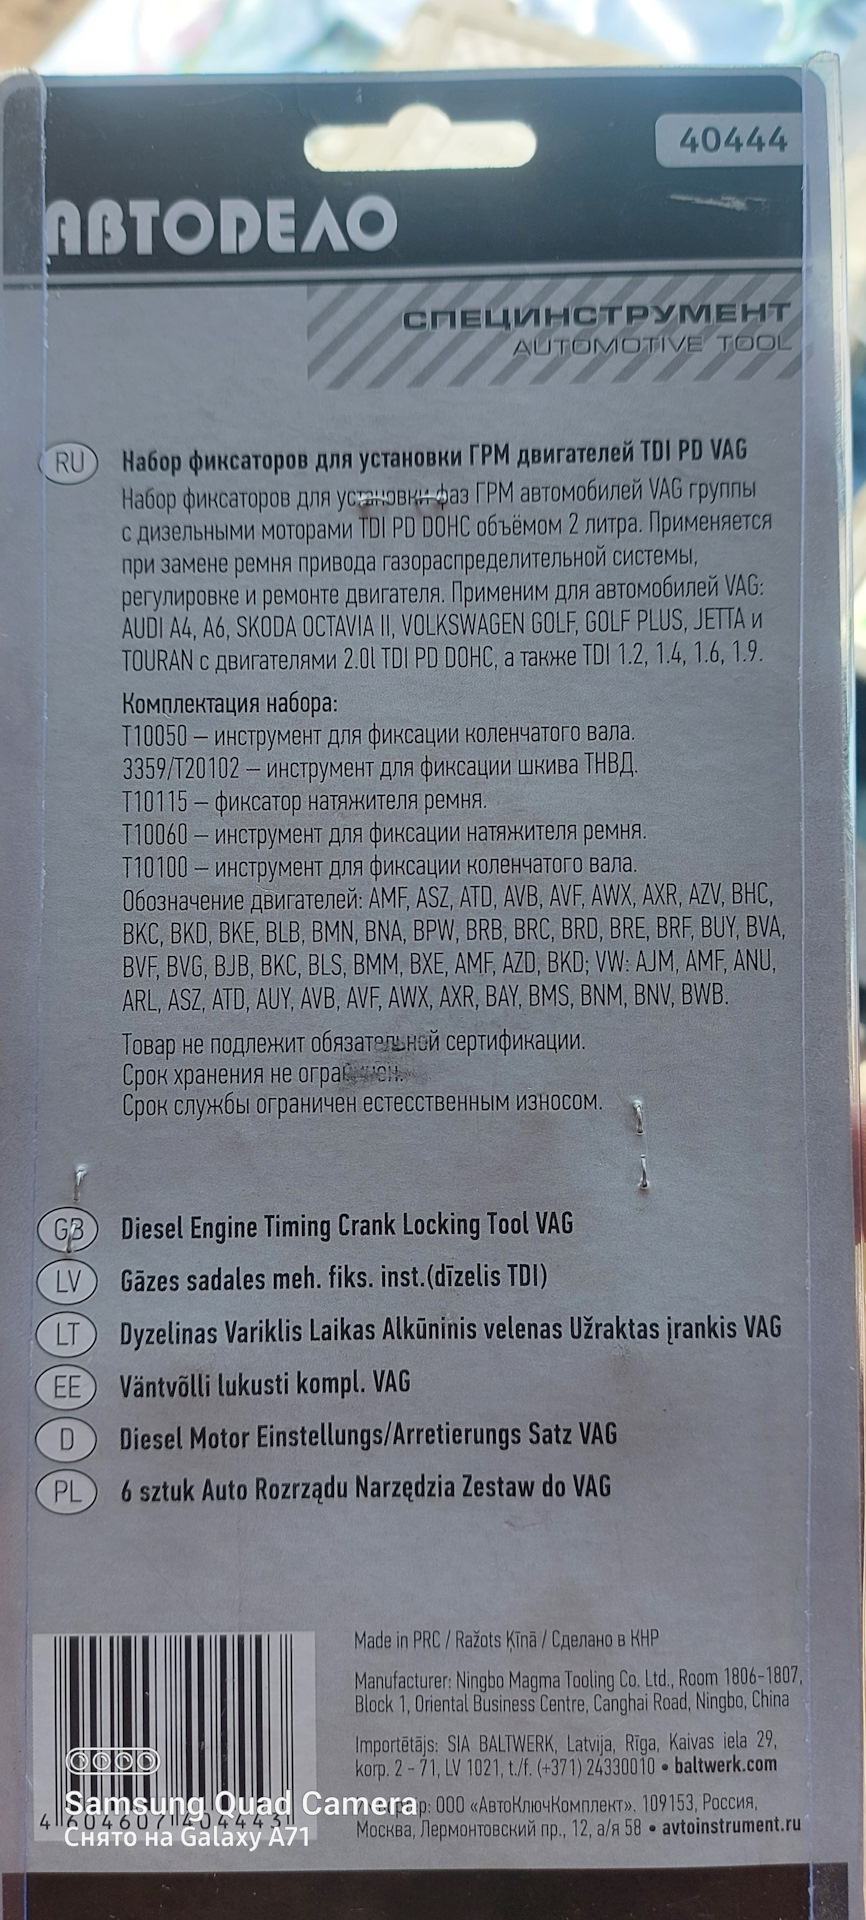 40444
АВТОDЕЛО
СПЕЦИНСТРУМЕНТ
AUTOMOTIVE TOOL
RU Набор фиксаторов для установки ГРМ двигателей TDI PD VAG
Набор фиксаторов для установки фаз ГРМ автомобилей VAG группы
с дизельными моторами TDI PD DOHC объёмом 2 литра. Применяется
при замене ремня привода газораспределительной системы,
регулировке и ремонте двигателя. Применим для автомобилей VAG:
AUDI A4, A6, SKODA OCTAVIA II, VOLKSWAGEN GOLF, GOLF PLUS, JETTA и
TOURAN с двигателями 2.0l TDI PD DOHC, а также TDI 1.2, 1.4, 1.6, 1.9.
Комплектация набора:
T10050 – инструмент для фиксации коленчатого вала.
3359/T20102 – инструмент для фиксации шкива ТНВД.
T10115 – фиксатор натяжителя ремня.
T10060 – инструмент для фиксации натяжителя ремня.
T10100 – инструмент для фиксации коленчатого вала.
Обозначение двигателей: AMF, ASZ, ATD, AVB, AVF, AWX, AXR, AZV, BHC,
BKC, BKD, BKE, BLB, BMN, BNA, BPW, BRB, BRC, BRD, BRE, BRF, BUY, BVA,
BVF, BVG, BJB, BKC, BLS, BMM, BXE, AMF, AZD, BKD; VW: AJM, AMF, ANU,
ARL, ASZ, ATD, AUY, AVB, AVF, AWX, AXR, BAY, BMS, BNM, BNV, BWB.
Товар не подлежит обязательной сертификации.
Срок хранения не ограничен.
Срок службы ограничен естесственным износом.
GB Diesel Engine Timing Crank Locking Tool VAG
LV Gāzes sadales meh. fiks. inst.(dīzelis TDI)
LT Dyzelinas Variklis Laikas Alkūninis velenas Užraktas įrankis VAG
EE Väntvõlli lukusti kompl. VAG
D Diesel Motor Einstellungs/Arretierungs Satz VAG
PL 6 sztuk Auto Rozrządu Narzędzia Zestaw do VAG
Made in PRC / Ražots Ķīnā / Сделано в КНР
Manufacturer: Ningbo Magma Tooling Co. Ltd., Room 1806-1807,
Block 1, Oriental Business Centre, Canghai Road, Ningbo, China
Importētājs: SIA BALTWERK, Latvija, Rīga, Kaivas iela 29,
korp. 2 - 71, LV 1021, t./f. (+371) 24330010 • baltwerk.com
ООО «АвтоКлючКомплект». 109153, Россия,
Москва, Лермонтовский пр., 12, а/я 58 • avtoinstrument.ru
4 604607 404443
Samsung Quad Camera
Снято на Galaxy A71